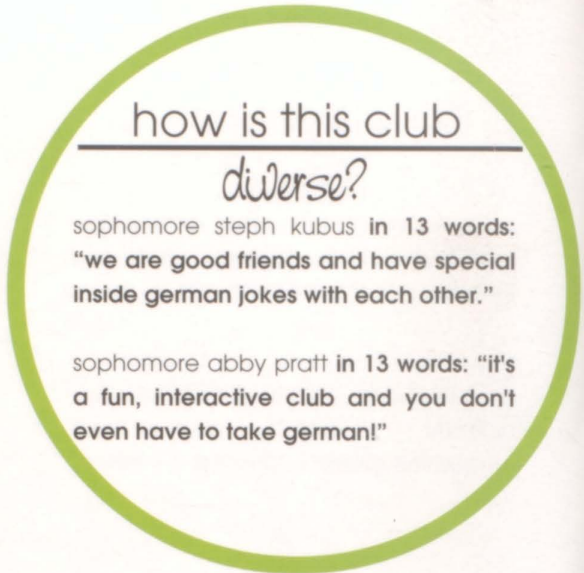 how is this club
diverse?
sophomore steph kubus in 13 words:
"we are good friends and have special
inside german jokes with each other."
sophomore abby pratt in 13 words: "it's
a fun, interactive club and you don't
even have to take german!"